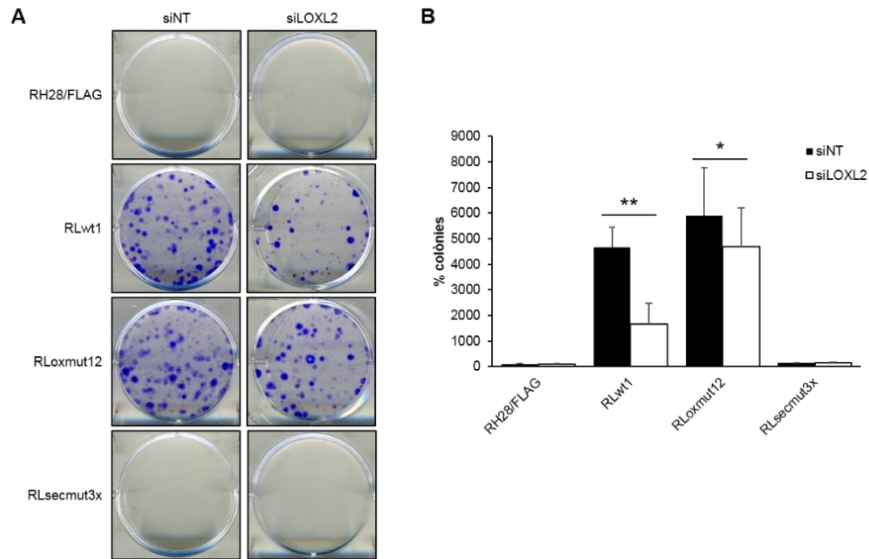 A
siNT
siLOXL2
RH28/FLAG
RLwt1
RLoxmut12
RLsecmut3x
B
% colònies
9000
8000
7000
6000
5000
4000
3000
2000
1000
0
**
*
siNT
siLOXL2
RH28/FLAG
RLwt1
RLoxmut12
RLsecmut3x